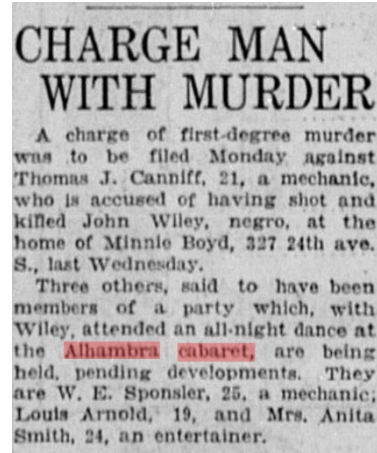 CHARGE MAN
WITH MURDER
A charge of first-degree murder
was to be filed Monday against
Thomas J. Canniff, 21, a mechanic,
who is accused of having shot and
killed John Wiley, negro, at the
home of Minnie Boyd, 327 24th ave.
S., last Wednesday.
Three others, said to have been
members of a party which, with
Wiley, attended an all-night dance at
the Alhambra cabaret, are being
held, pending developments. They
are W. E. Sponsler, 25, a mechanic;
Louis Arnold, 19, and Mrs. Anita
Smith, 24, an entertainer.